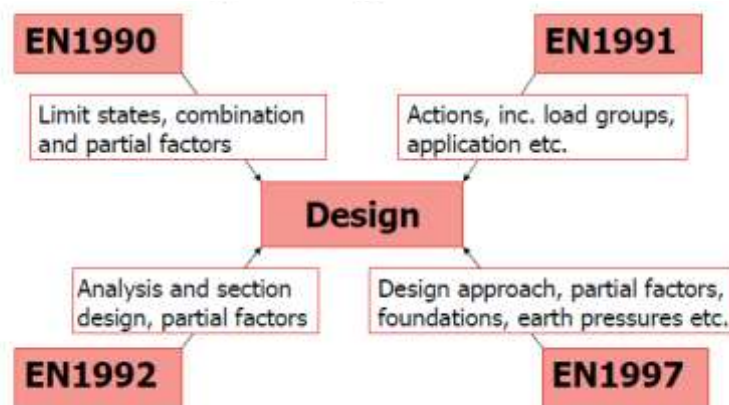 EN1990
EN1991
Limit states, combination
and partial factors
Actions, inc. load groups,
application etc.
Design
Analysis and section
design, partial factors
Design approach, partial factors,
foundations, earth pressures etc.
EN1992
EN1997